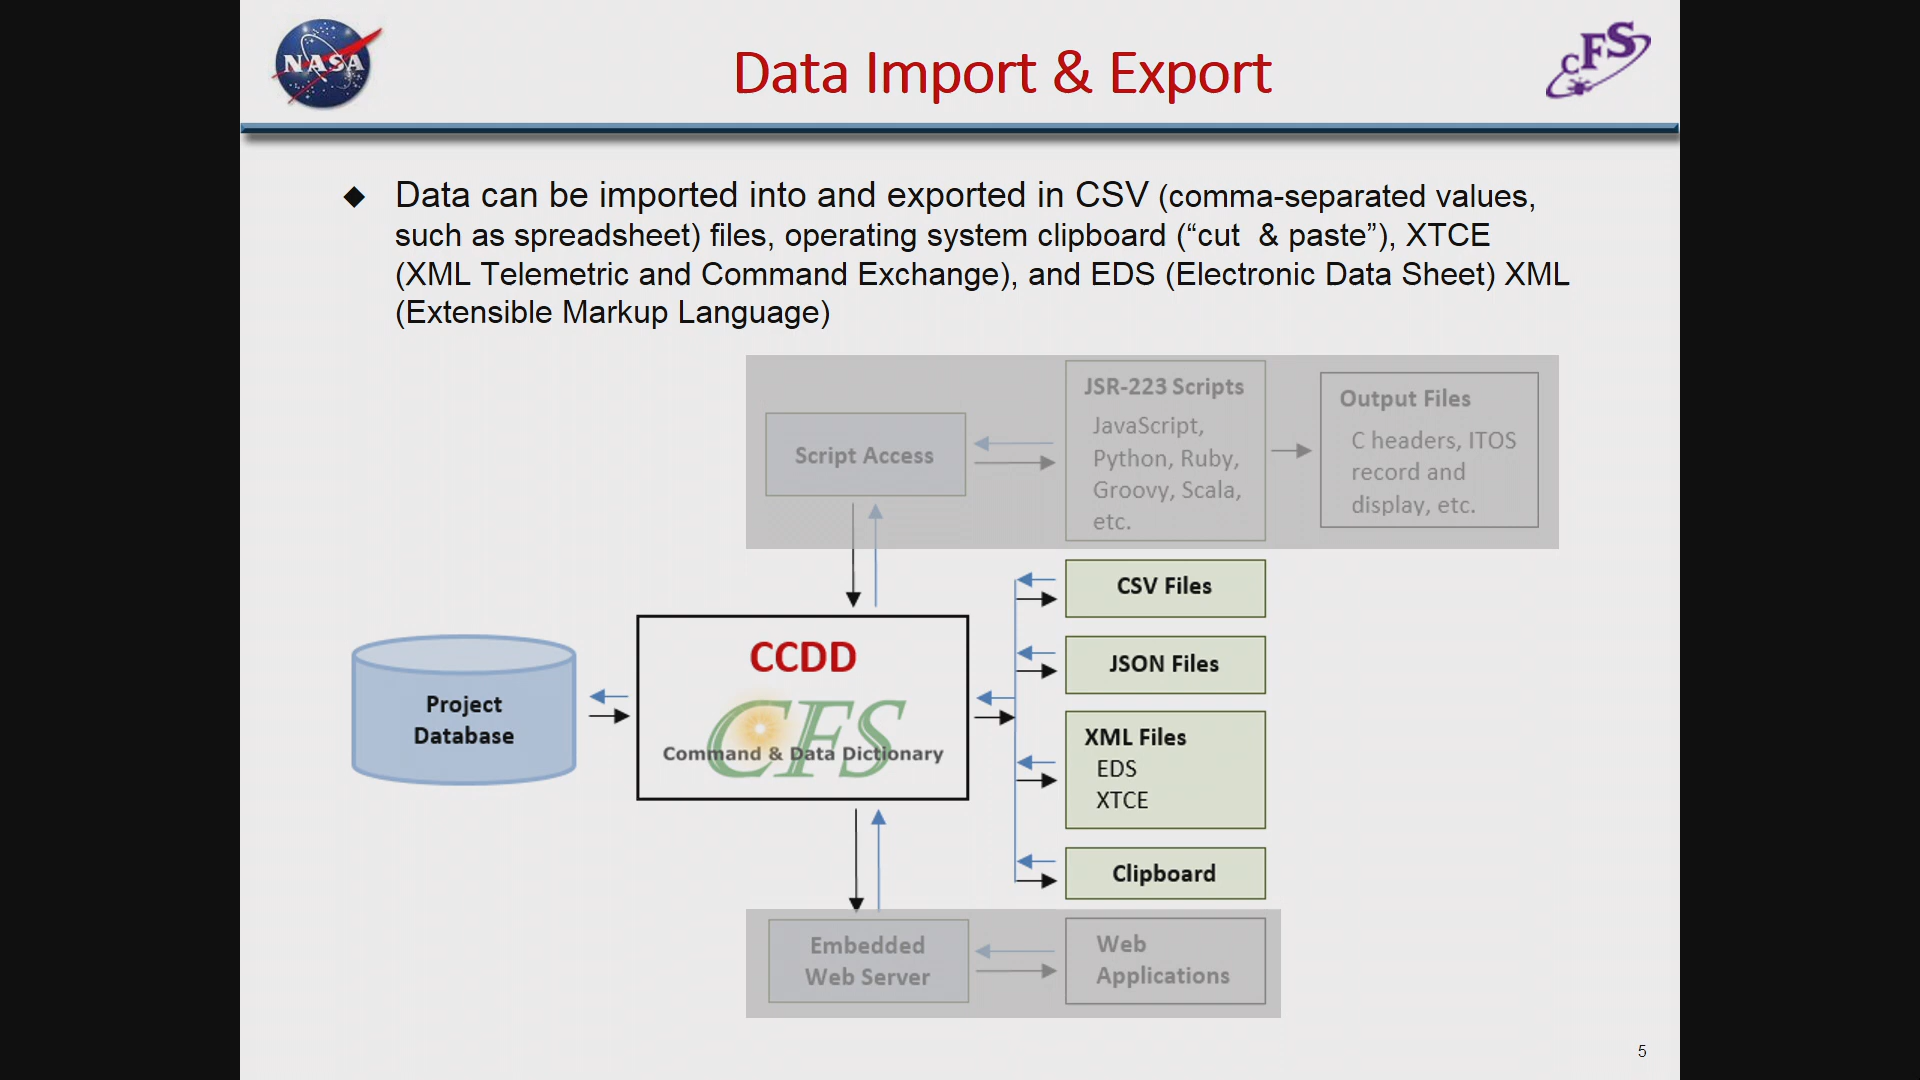 NASA
CFS
Data Import & Export
◆ Data can be imported into and exported in CSV (comma-separated values,
such as spreadsheet) files, operating system clipboard (“cut  & paste”), XTCE
(XML Telemetric and Command Exchange), and EDS (Electronic Data Sheet) XML
(Extensible Markup Language)
Script Access
JSR-223 Scripts
JavaScript,
Python, Ruby,
Groovy, Scala,
etc.
Output Files
C headers, ITOS
record and
display, etc.
Project
Database
CCDD
CFS
Command & Data Dictionary
CSV Files
JSON Files
XML Files
EDS
XTCE
Clipboard
Embedded
Web Server
Web
Applications
5